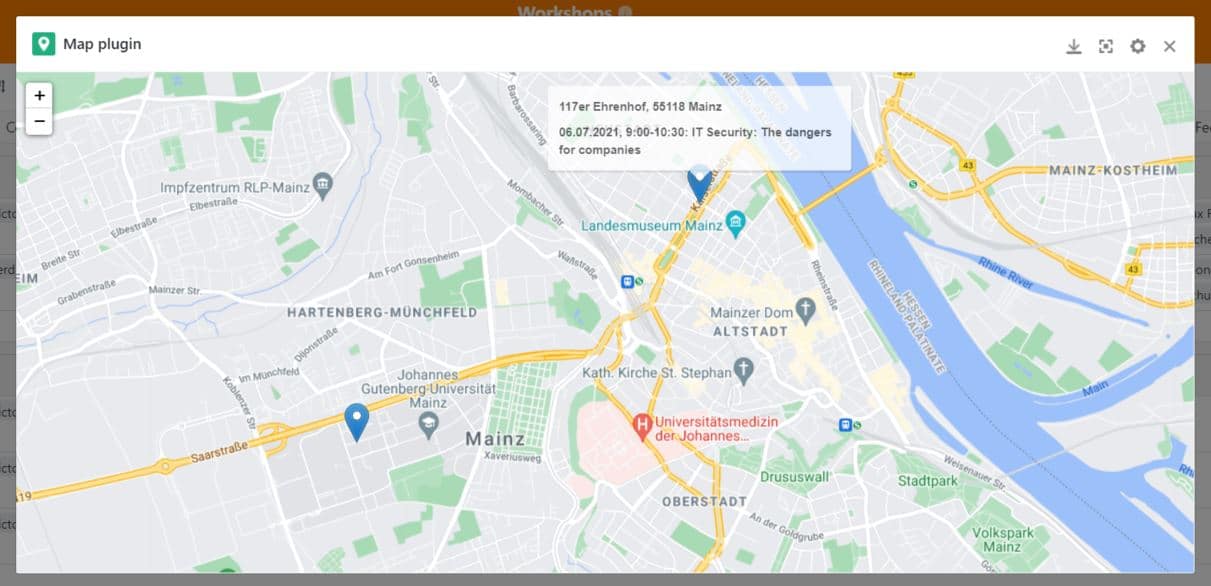 Workshops
Map plugin
+
−
117er Ehrenhof, 55118 Mainz
06.07.2021, 9:00-10:30: IT Security: The dangers
for companies
Barbarossaring
MAINZ-KOSTHEIM
43
Impfzentrum RLP-Mainz
Elbestraße
Elbestraße
Mombacher Str
Landesmuseum Mainz
Breite Str
Am Fort Gonsenheim
Wallstraße
Rheinstraße
Rhine River
43
EIM
Grabenstraße
Mainzer Str.
HESSEN
RHINELAND-PALATINATE
HARTENBERG-MÜNCHFELD
Mainzer Dom
ALTSTADT
Dijonstraße
Im Münchfeld
Koblenzer Str
Johannes
Gutenberg-Universität
Mainz
Kath. Kirche St. Stephan
Main
Universitätsmedizin
der Johannes...
H
Mainz
Xaveriusweg
Saarstraße
A19
Drususwall
Weisenauer Str.
Stadtpark
OBERSTADT
An der Goldgrube
Volkspark
Mainz